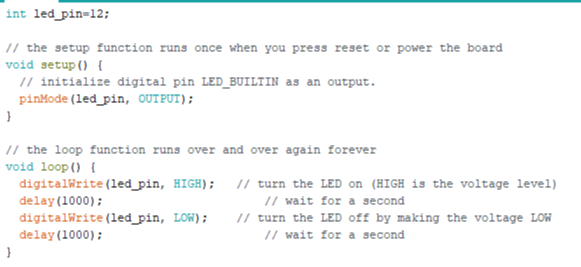 int led_pin=12;
// the setup function runs once when you press reset or power the board
void setup() {
// initialize digital pin LED_BUILTIN as an output.
pinMode(led_pin, OUTPUT);
}
// the loop function runs over and over again forever
void loop() {
digitalWrite(led_pin, HIGH); // turn the LED on (HIGH is the voltage level)
delay(1000); // wait for a second
digitalWrite(led_pin, LOW); // turn the LED off by making the voltage LOW
delay(1000); // wait for a second
}